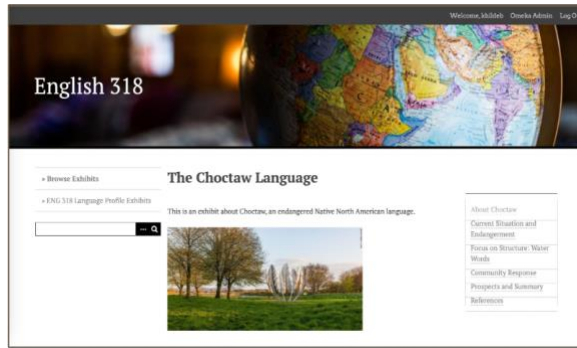 Welcome, khildeb Omeka Admin Log O
English 318
Browse Exhibits
ENG 318 Language Profile Exhibits
The Choctaw Language
This is an exhibit about Choctaw, an endangered Native North American language.
About Choctaw
Current Situation and
Endangerment
Focus on Structure: Water
Words
Community Response
Prospects and Summary
References